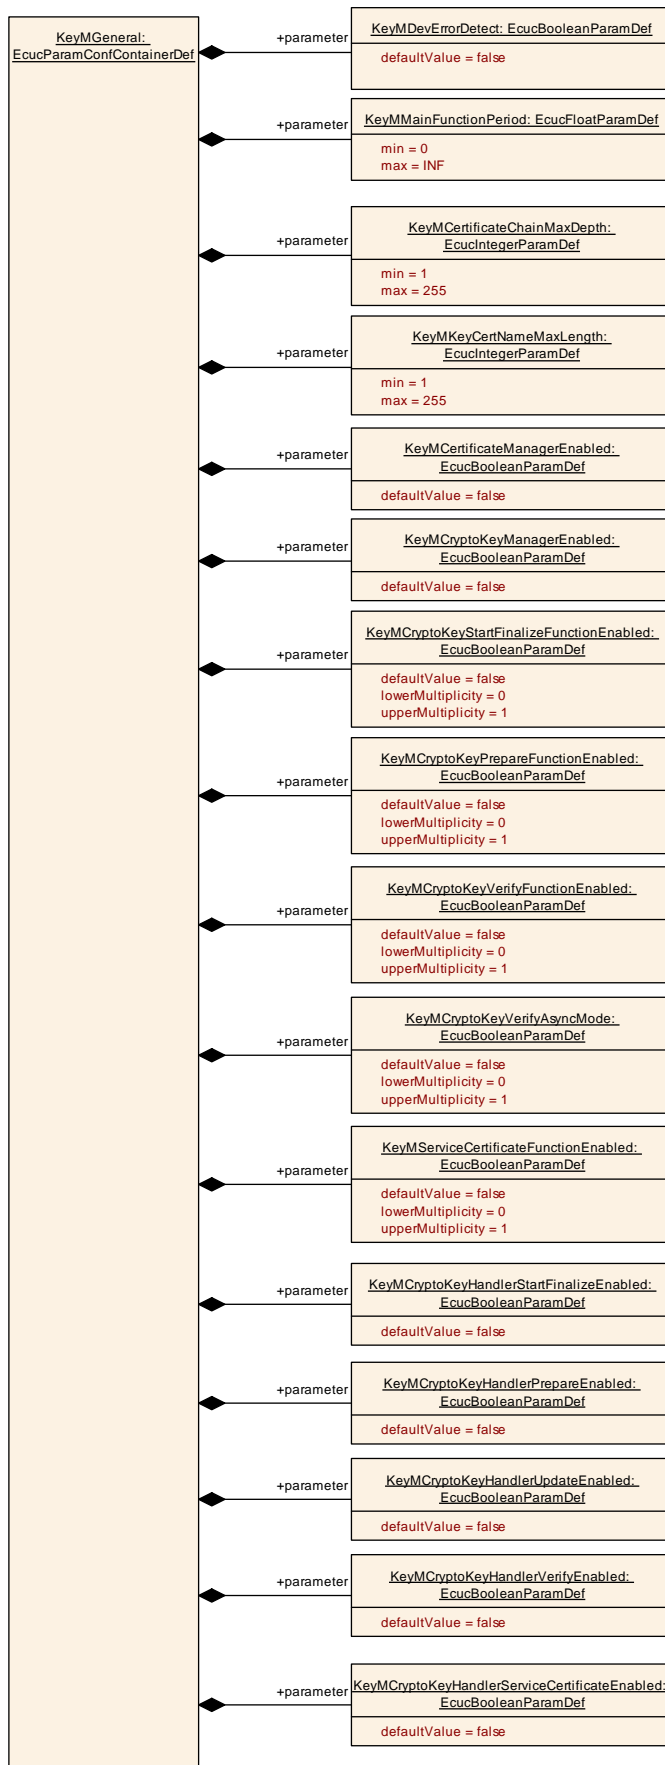 KeyMGeneral:
EcucParamConfContainerDef
+parameter
KeyMDevErrorDetect: EcucBooleanParamDef
defaultValue = false
+parameter
KeyMMainFunctionPeriod: EcucFloatParamDef
min = 0
max = INF
+parameter
KeyMCertificateChainMaxDepth:
EcucIntegerParamDef
min = 1
max = 255
+parameter
KeyMKeyCertNameMaxLength:
EcucIntegerParamDef
min = 1
max = 255
+parameter
KeyMCertificateManagerEnabled:
EcucBooleanParamDef
defaultValue = false
+parameter
KeyMCryptoKeyManagerEnabled:
EcucBooleanParamDef
defaultValue = false
+parameter
KeyMCryptoKeyStartFinalizeFunctionEnabled:
EcucBooleanParamDef
defaultValue = false
lowerMultiplicity = 0
upperMultiplicity = 1
+parameter
KeyMCryptoKeyPrepareFunctionEnabled:
EcucBooleanParamDef
defaultValue = false
lowerMultiplicity = 0
upperMultiplicity = 1
+parameter
KeyMCryptoKeyVerifyFunctionEnabled:
EcucBooleanParamDef
defaultValue = false
lowerMultiplicity = 0
upperMultiplicity = 1
+parameter
KeyMCryptoKeyVerifyAsyncMode:
EcucBooleanParamDef
defaultValue = false
lowerMultiplicity = 0
upperMultiplicity = 1
+parameter
KeyMServiceCertificateFunctionEnabled:
EcucBooleanParamDef
defaultValue = false
lowerMultiplicity = 0
upperMultiplicity = 1
+parameter
KeyMCryptoKeyHandlerStartFinalizeEnabled:
EcucBooleanParamDef
defaultValue = false
+parameter
KeyMCryptoKeyHandlerPrepareEnabled:
EcucBooleanParamDef
defaultValue = false
+parameter
KeyMCryptoKeyHandlerUpdateEnabled:
EcucBooleanParamDef
defaultValue = false
+parameter
KeyMCryptoKeyHandlerVerifyEnabled:
EcucBooleanParamDef
defaultValue = false
+parameter
KeyMCryptoKeyHandlerServiceCertificateEnabled:
EcucBooleanParamDef
defaultValue = false